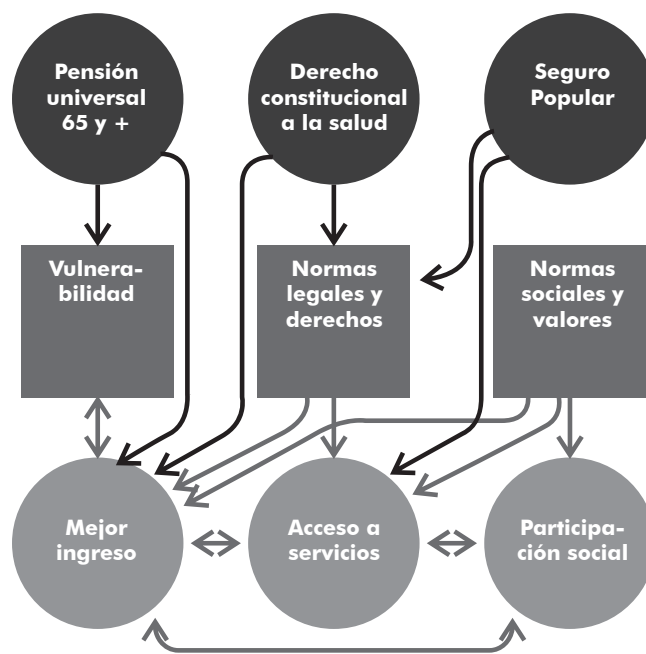 Pensión
universal
65 y +
Derecho
constitucional
a la salud
Seguro
Popular
Vulnera-
bilidad
Normas
legales y
derechos
Normas
sociales y
valores
Mejor
ingreso
Acceso a
servicios
Participa-
ción social